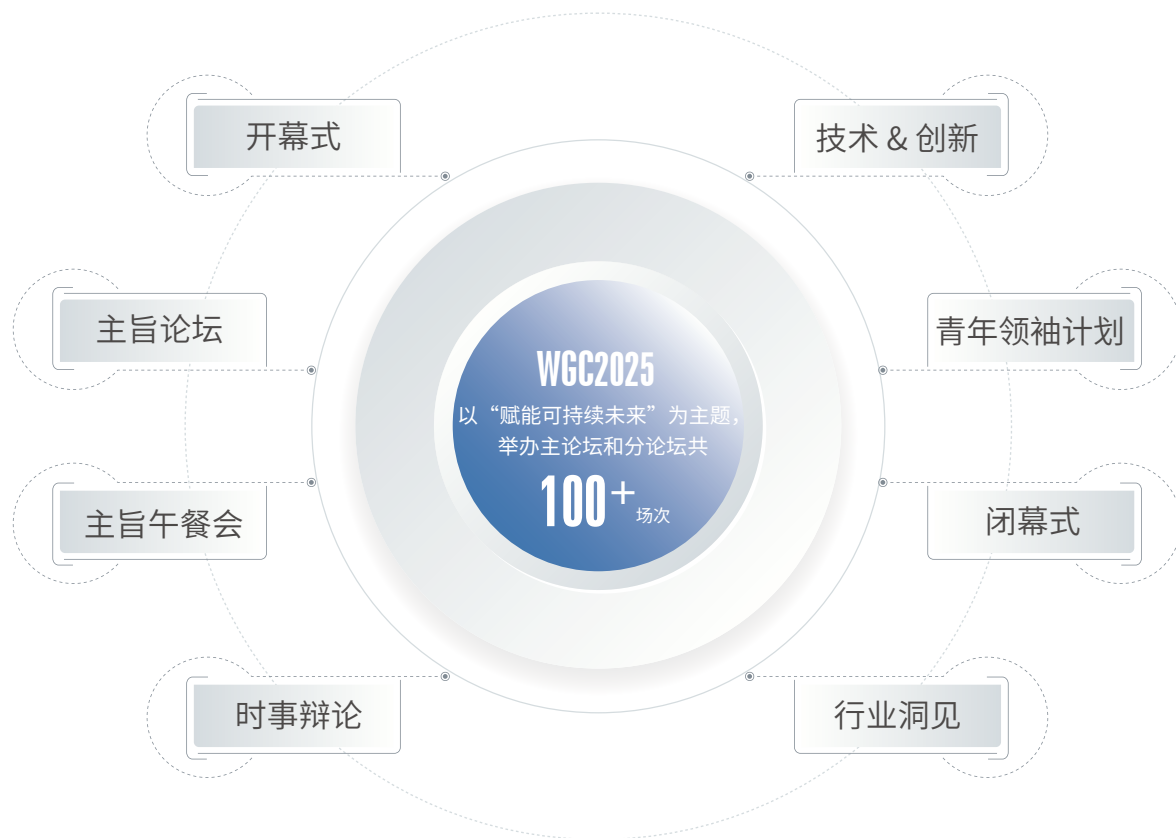 开幕式
技术 & 创新
主旨论坛
青年领袖计划
WGC2025
以“赋能可持续未来”为主题，
举办主论坛和分论坛共
100+场次
主旨午餐会
闭幕式
时事辩论
行业洞见